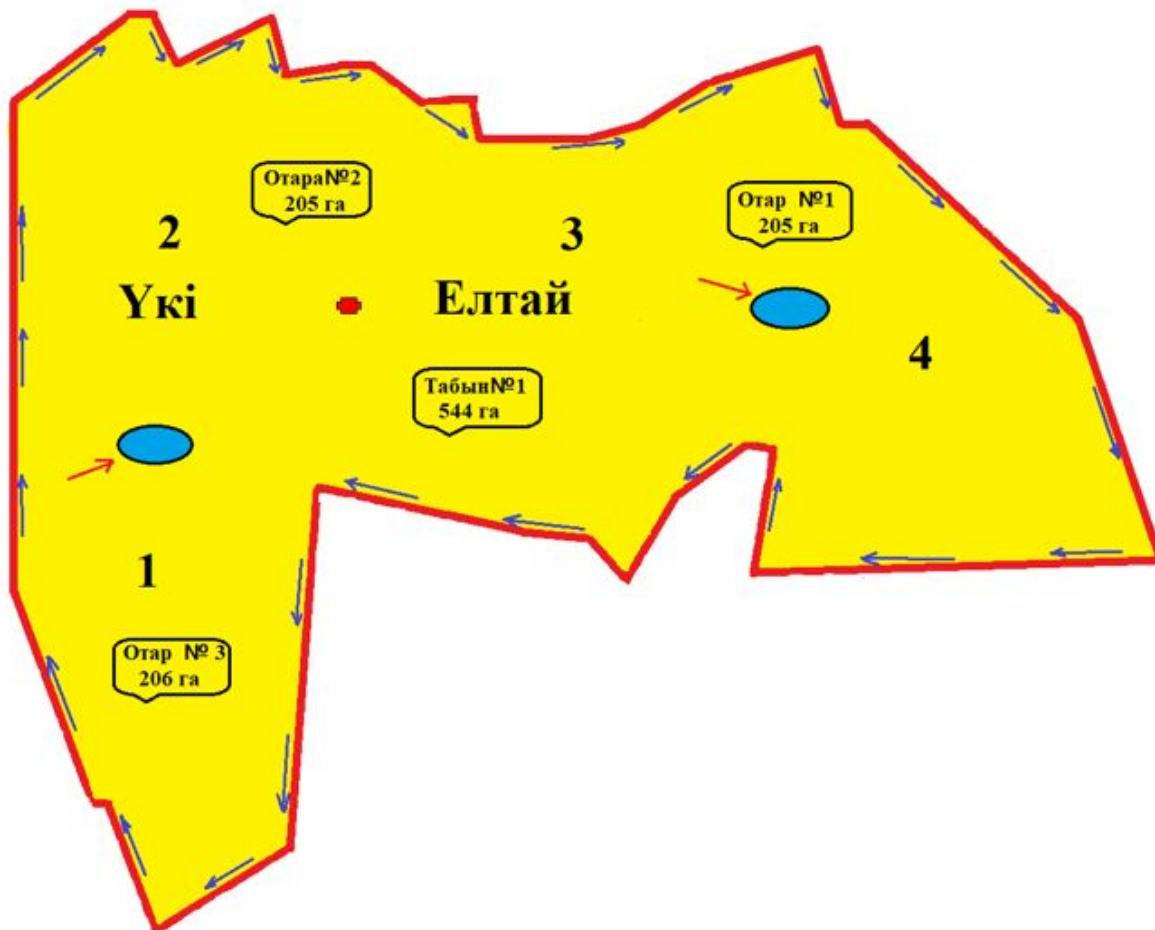 Отара№2
205 га
Отар №1
205 га
2
3
Үкі
Елтай
4
Табын№1
544 га
1
Отар № 3
206 га